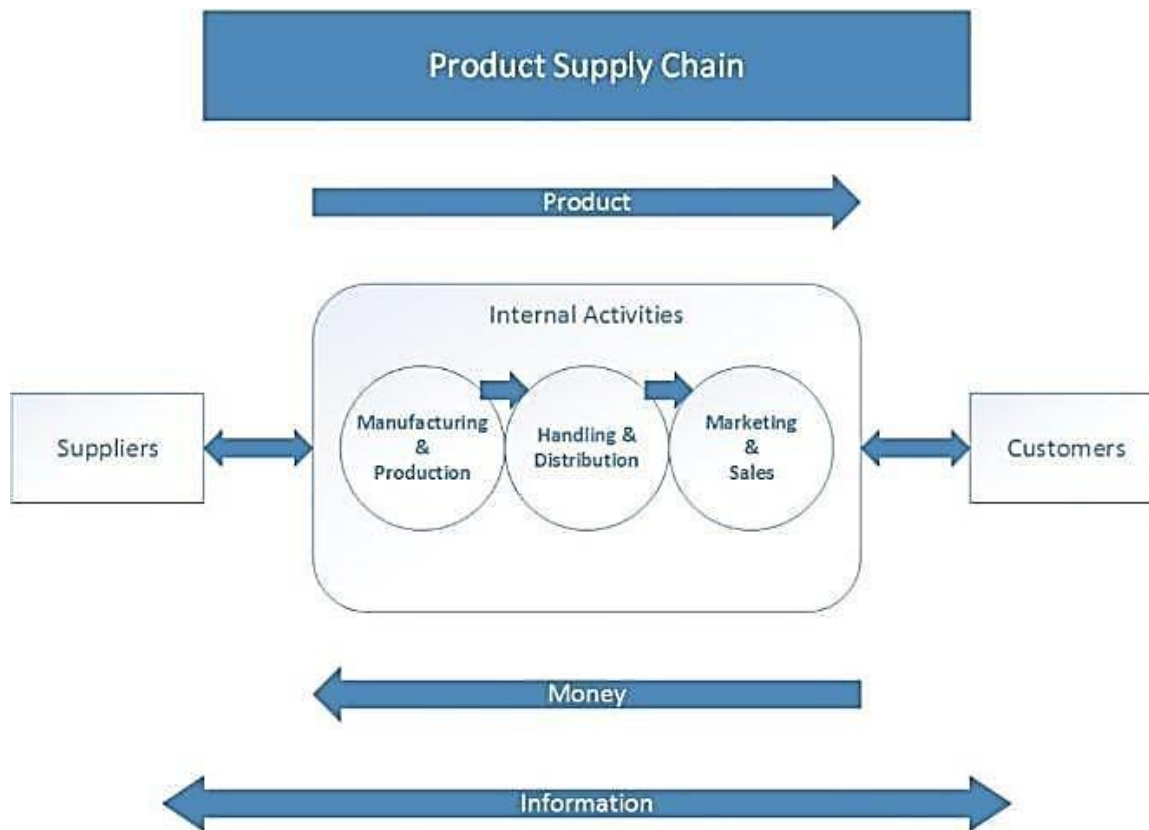 Product Supply Chain
Product
Internal Activities
Suppliers
Manufacturing
&
Production
Handling &
Distribution
Marketing
&
Sales
Customers
Money
Information